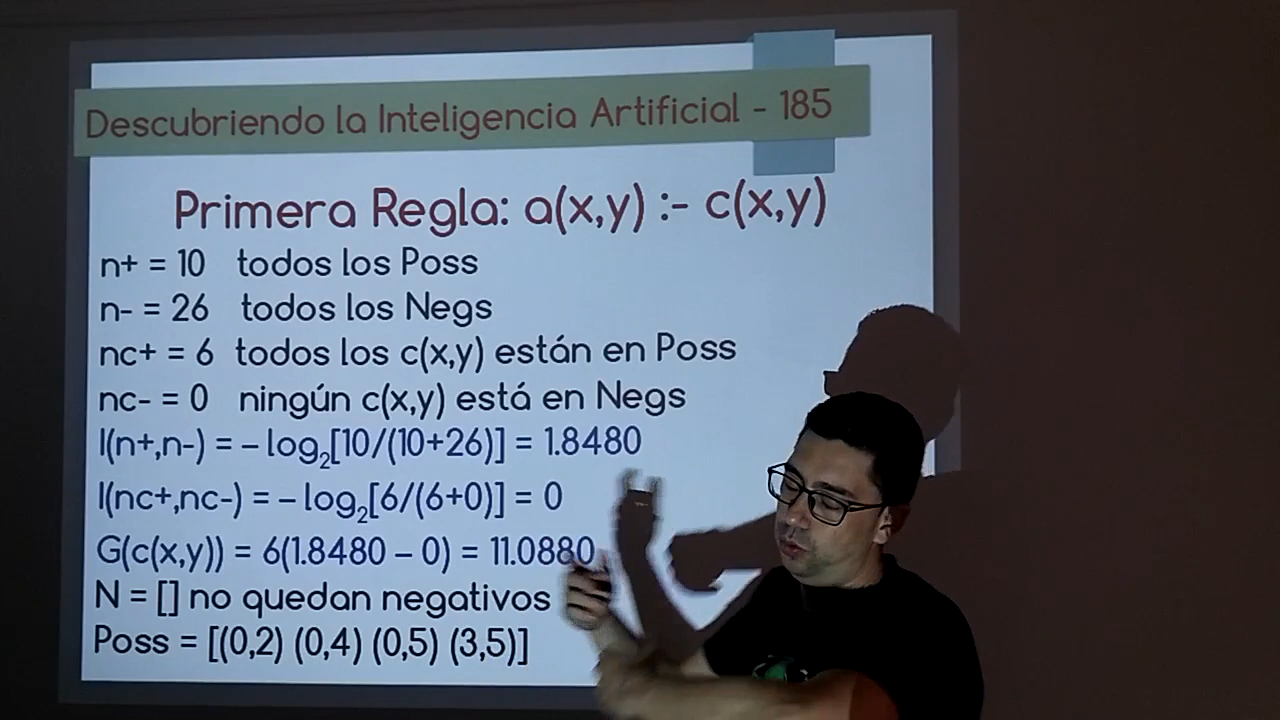 Descubriendo la Inteligencia Artificial - 185
Primera Regla: a(x,y) :- c(x,y)
n+ = 10 todos los Poss
n- = 26 todos los Negs
nc+ = 6 todos los c(x,y) están en Poss
nc- = 0 ningún c(x,y) está en Negs
I(n+,n-) = – log₂[10/(10+26)] = 1.8480
I(nc+,nc-) = – log₂[6/(6+0)] = 0
G(c(x,y)) = 6(1.8480 – 0) = 11.0880
N = [] no quedan negativos
Poss = [(0,2) (0,4) (0,5) (3,5)]